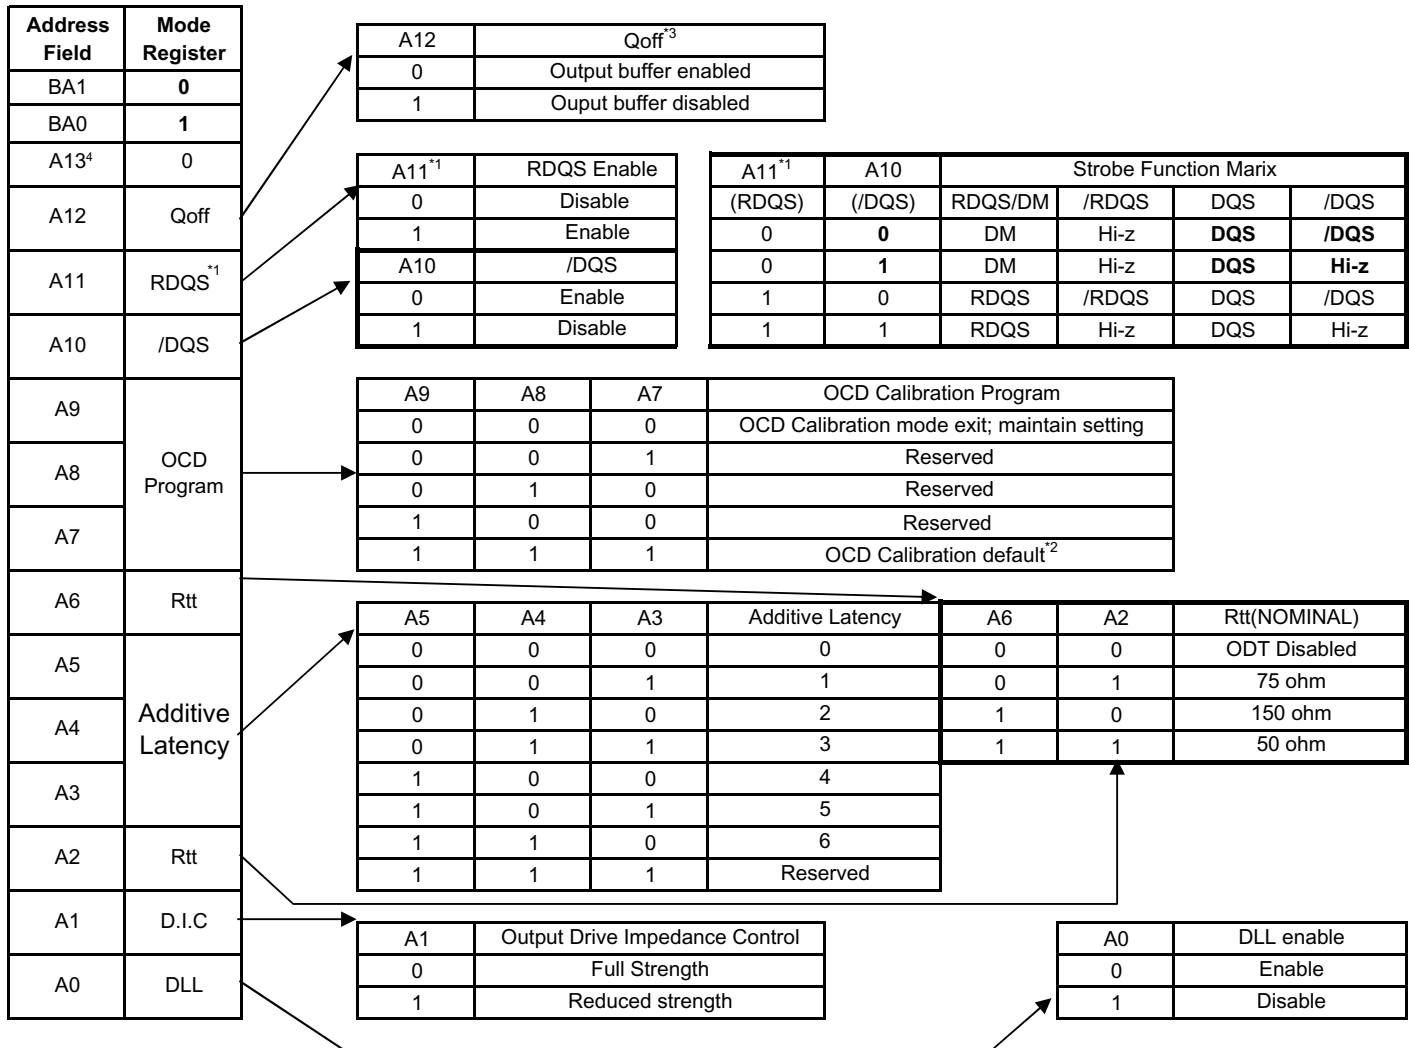 Address Field Mode Register
BA1 0
BA0 1
A13⁴ 0
A12 Qoff
A11 RDQS*1
A10 /DQS
A9
A8
A7
OCD Program
A6 Rtt
A5
A4
A3
Additive Latency
A2 Rtt
A1 D.I.C
A0 DLL
A12 Qoff*3
0 Output buffer enabled
1 Ouput buffer disabled
A11*1 RDQS Enable
0 Disable
1 Enable
A10 /DQS
0 Enable
1 Disable
A11*1 A10 Strobe Function Marix
(RDQS) (/DQS) RDQS/DM /RDQS DQS /DQS
0 0 DM Hi-z DQS /DQS
0 1 DM Hi-z DQS Hi-z
1 0 RDQS /RDQS DQS /DQS
1 1 RDQS Hi-z DQS Hi-z
A9 A8 A7 OCD Calibration Program
0 0 0 OCD Calibration mode exit; maintain setting
0 0 1 Reserved
0 1 0 Reserved
1 0 0 Reserved
1 1 1 OCD Calibration default*2
A5 A4 A3 Additive Latency
0 0 0 0
0 0 1 1
0 1 0 2
0 1 1 3
1 0 0 4
1 0 1 5
1 1 0 6
1 1 1 Reserved
A6 A2 Rtt(NOMINAL)
0 0 ODT Disabled
0 1 75 ohm
1 0 150 ohm
1 1 50 ohm
A1 Output Drive Impedance Control
0 Full Strength
1 Reduced strength
A0 DLL enable
0 Enable
1 Disable